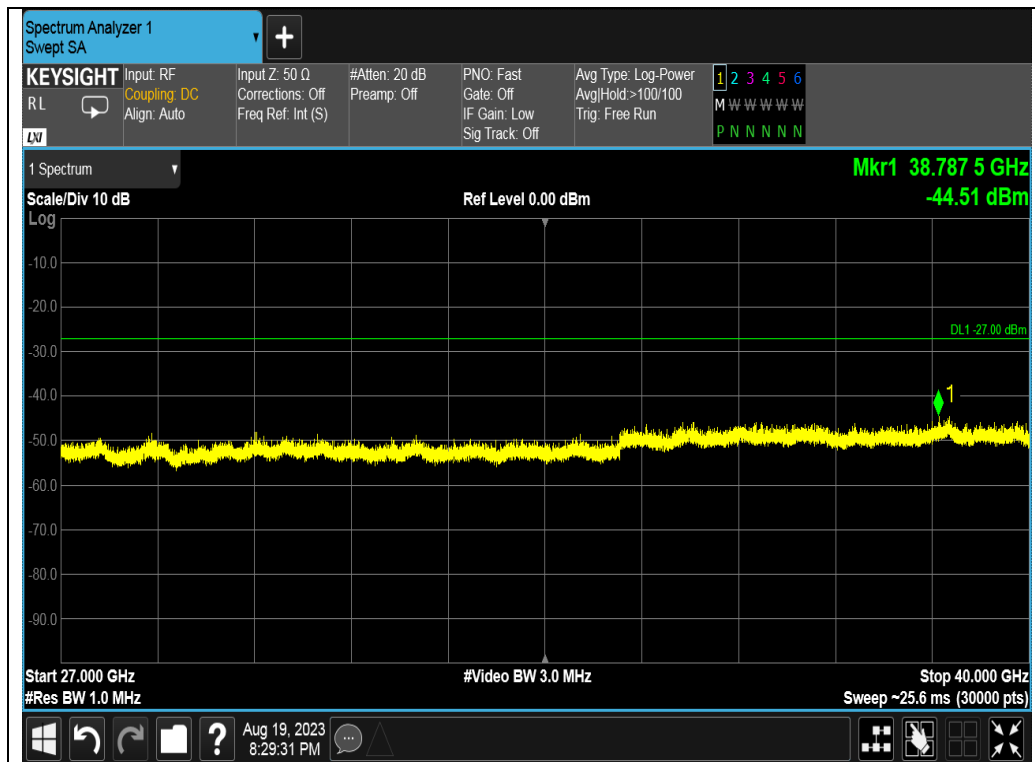 Spectrum Analyzer 1
Swept SA
+
KEYSIGHT
R L
LXI
Input: RF
Coupling: DC
Align: Auto
Input Z: 50 Ω
Corrections: Off
Freq Ref: Int (S)
#Atten: 20 dB
Preamp: Off
PNO: Fast
Gate: Off
IF Gain: Low
Sig Track: Off
Avg Type: Log-Power
Avg|Hold:>100/100
Trig: Free Run
1 2 3 4 5 6
M W W W W W
P N N N N N
1 Spectrum
Mkr1 38.787 5 GHz
-44.51 dBm
Scale/Div 10 dB
Ref Level 0.00 dBm
Log
-10.0
-20.0
DL1 -27.00 dBm
-30.0
-40.0
1
-50.0
-60.0
-70.0
-80.0
-90.0
Start 27.000 GHz
#Video BW 3.0 MHz
Stop 40.000 GHz
#Res BW 1.0 MHz
Sweep ~25.6 ms (30000 pts)
?
Aug 19, 2023
8:29:31 PM